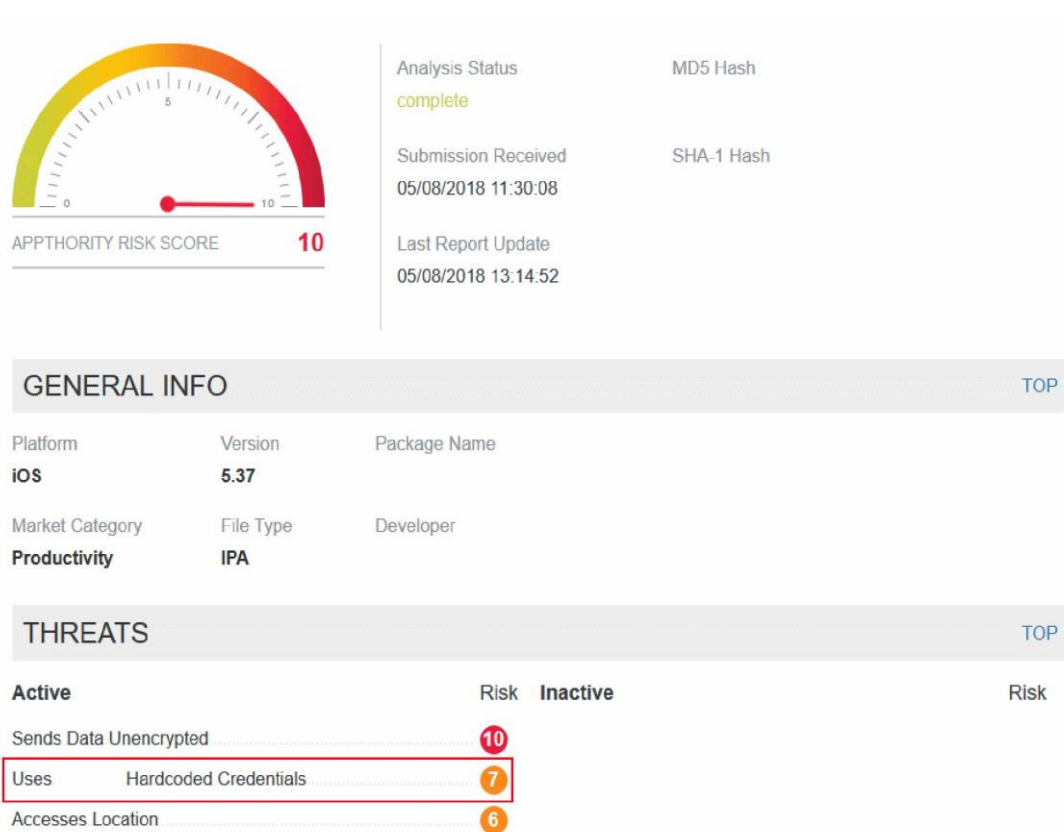 5
0
10
APPTHORITY RISK SCORE 10
Analysis Status
complete
MD5 Hash
Submission Received
05/08/2018 11:30:08
SHA-1 Hash
Last Report Update
05/08/2018 13:14:52
GENERAL INFO TOP
Platform Version Package Name
iOS 5.37
Market Category File Type Developer
Productivity IPA
THREATS TOP
Active Risk Inactive Risk
Sends Data Unencrypted 10
Uses Hardcoded Credentials 7
Accesses Location 6